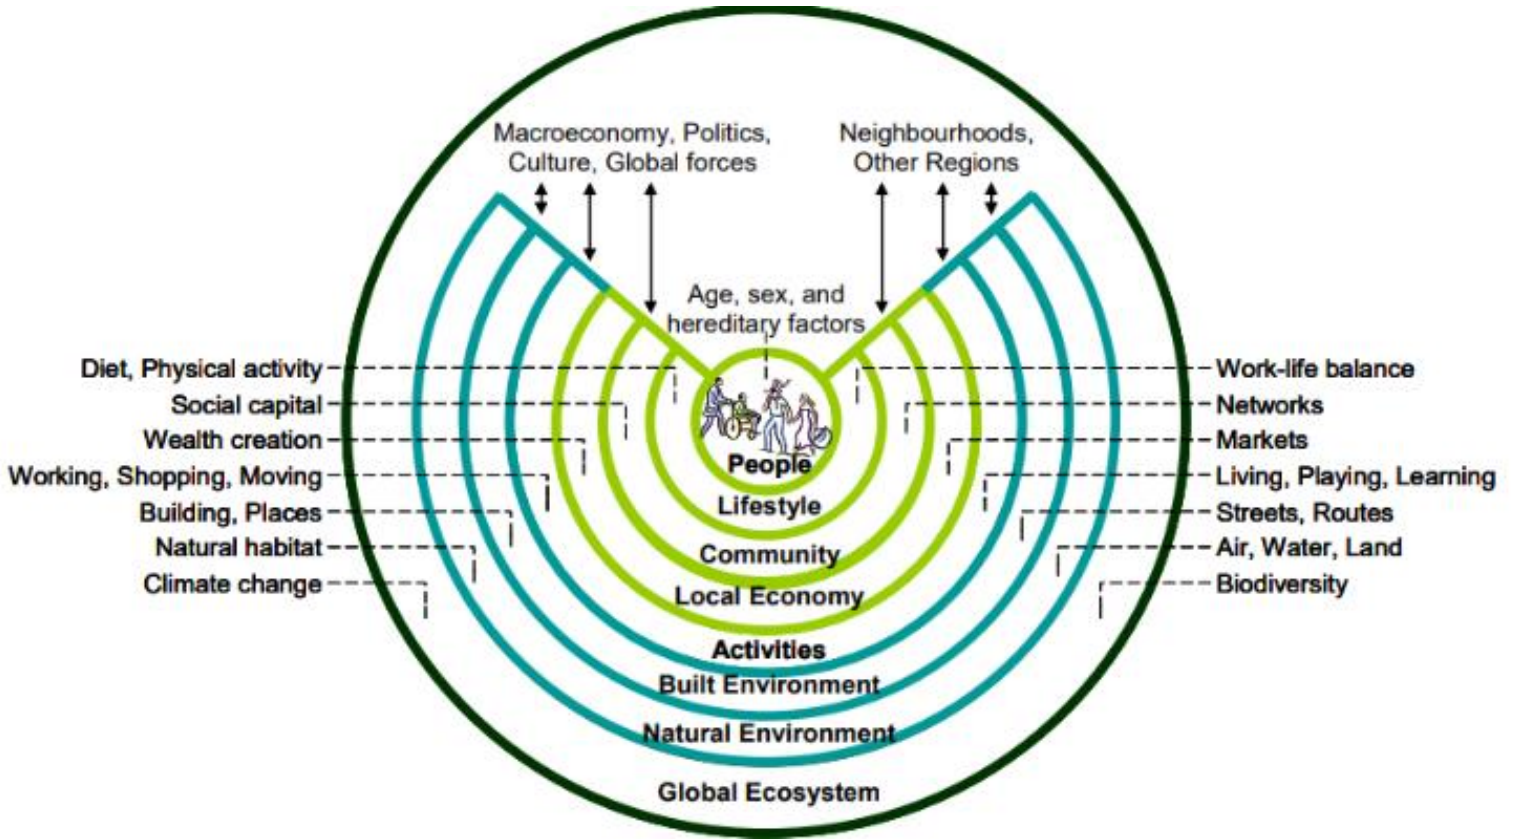 Macroeconomy, Politics,
Culture, Global forces
Neighbourhoods,
Other Regions
Age, sex, and
hereditary factors
Diet, Physical activity
Social capital
Wealth creation
Working, Shopping, Moving
Building, Places
Natural habitat
Climate change
Work-life balance
Networks
Markets
Living, Playing, Learning
Streets, Routes
Air, Water, Land
Biodiversity
People
Lifestyle
Community
Local Economy
Activities
Built Environment
Natural Environment
Global Ecosystem